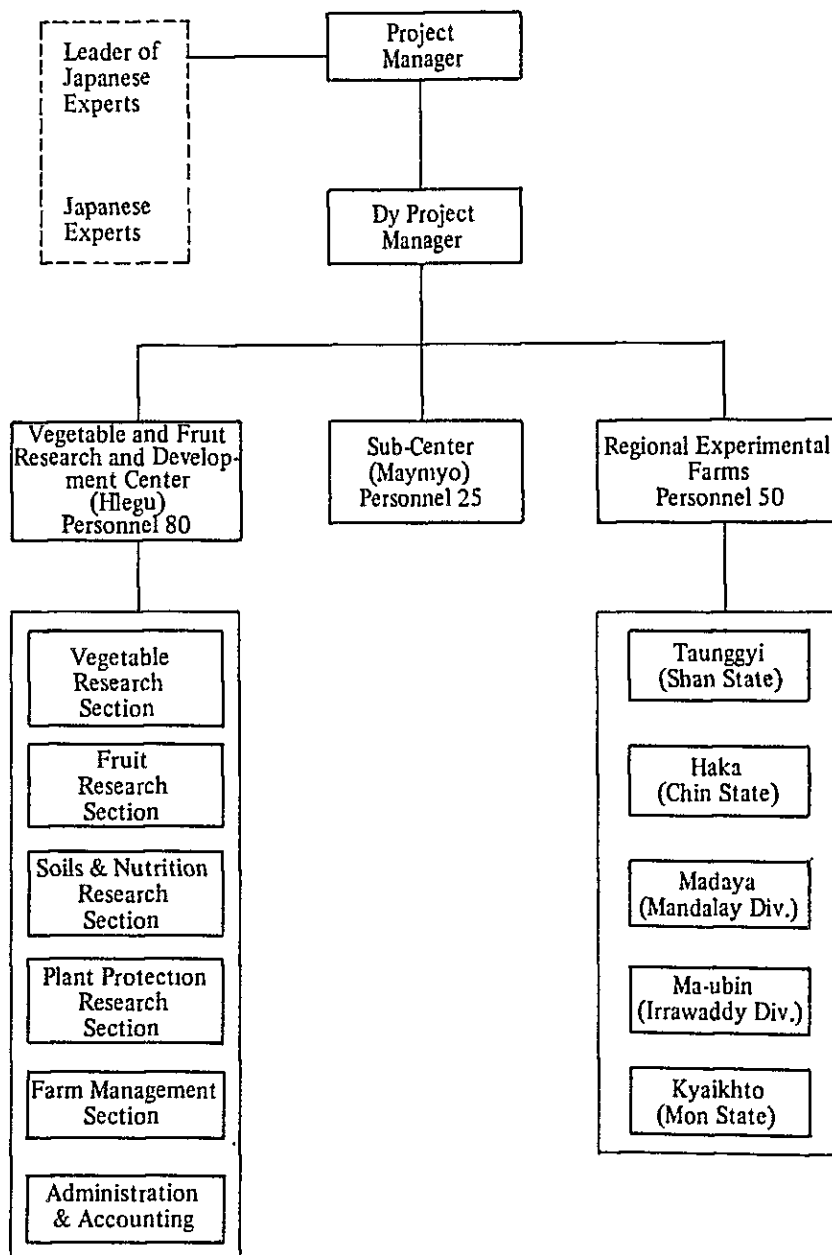 Project
Manager
Leader of
Japanese
Experts
Japanese
Experts
Dy Project
Manager
Vegetable and Fruit
Research and Develop-
ment Center
(Hlegu)
Personnel 80
Sub-Center
(Maymyo)
Personnel 25
Regional Experimental
Farms
Personnel 50
Vegetable
Research
Section
Fruit
Research
Section
Soils & Nutrition
Research
Section
Plant Protection
Research
Section
Farm Management
Section
Administration
& Accounting
Taunggyi
(Shan State)
Haka
(Chin State)
Madaya
(Mandalay Div.)
Ma-ubin
(Irrawaddy Div.)
Kyaikhto
(Mon State)